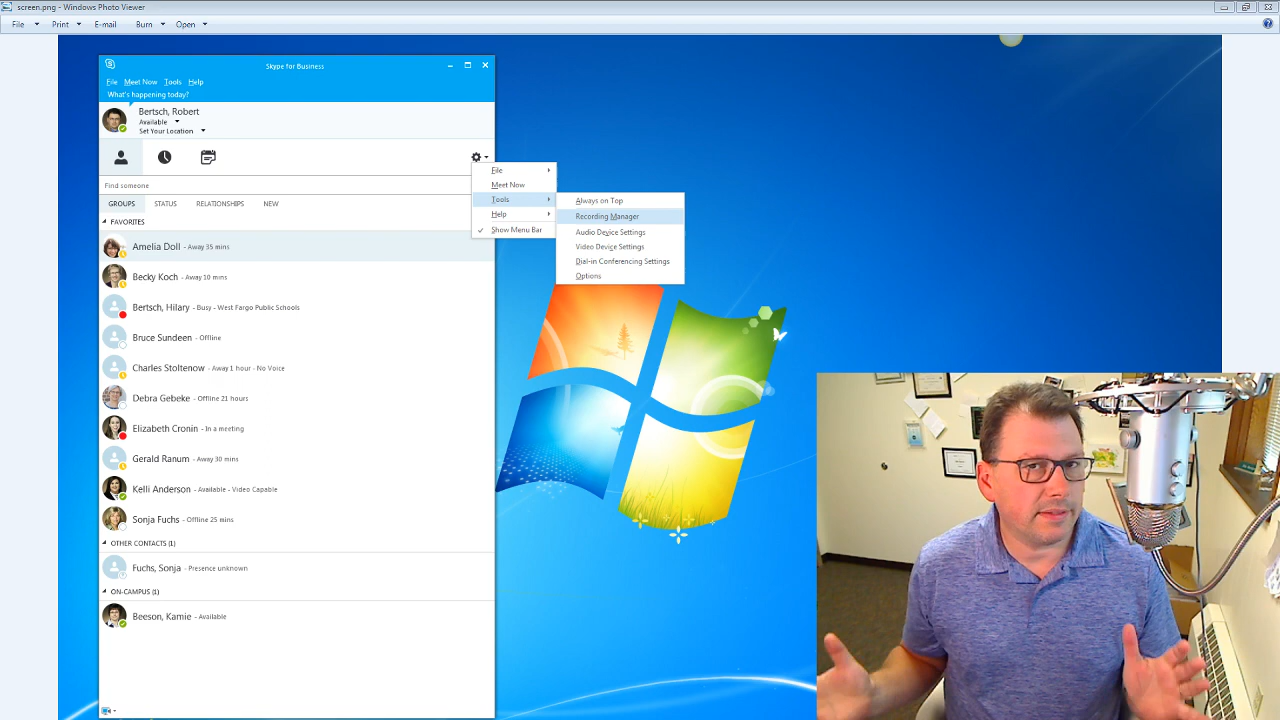 screen.png - Windows Photo Viewer
File Print E-mail Burn Open
Skype for Business
File Meet Now Tools Help
What's happening today?
Bertsch, Robert
Available
Set Your Location
Find someone
GROUPS STATUS RELATIONSHIPS NEW
FAVORITES
Amelia Doll - Away 35 mins
Becky Koch - Away 10 mins
Bertsch, Hilary - Busy - West Fargo Public Schools
Bruce Sundeen - Offline
Charles Stoltenow - Away 1 hour - No Voice
Debra Gebeke - Offline 21 hours
Elizabeth Cronin - In a meeting
Gerald Ranum - Away 30 mins
Kelli Anderson - Available - Video Capable
Sonja Fuchs - Offline 25 mins
OTHER CONTACTS (1)
Fuchs, Sonja - Presence unknown
ON-CAMPUS (1)
Beeson, Kamie - Available
File
Meet Now
Tools
Help
Show Menu Bar
Always on Top
Recording Manager
Audio Device Settings
Video Device Settings
Dial-in Conferencing Settings
Options